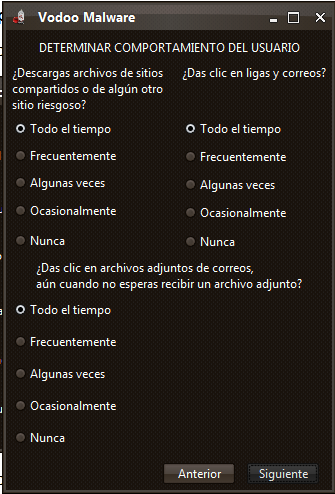 Vodoo Malware
DETERMINAR COMPORTAMIENTO DEL USUARIO
¿Descargas archivos de sitios
compartidos o de algún otro
sitio riesgoso?
Todo el tiempo
Frecuentemente
Algunas veces
Ocasionalmente
Nunca
¿Das clic en ligas y correos?
Todo el tiempo
Frecuentemente
Algunas veces
Ocasionalmente
Nunca
¿Das clic en archivos adjuntos de correos,
aún cuando no esperas recibir un archivo adjunto?
Todo el tiempo
Frecuentemente
Algunas veces
Ocasionalmente
Nunca
Anterior
Siguiente